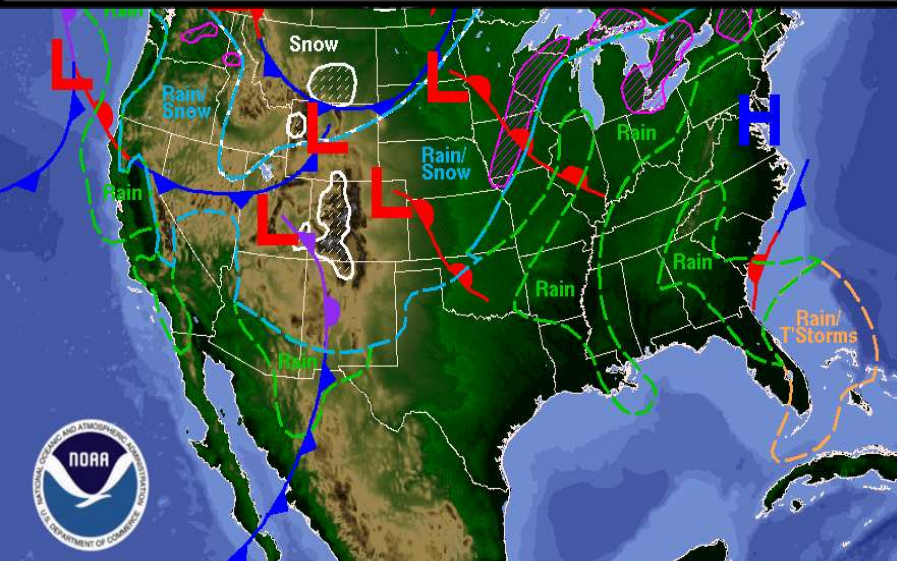 Rain
Snow
L
L
Rain/
Snow
L
H
Rain
Rain/
Snow
Rain
L
L
Rain
Rain
Rain/
T'Storms
Rain
NATIONAL OCEANIC AND ATMOSPHERIC ADMINISTRATION
NOAA
U.S. DEPARTMENT OF COMMERCE